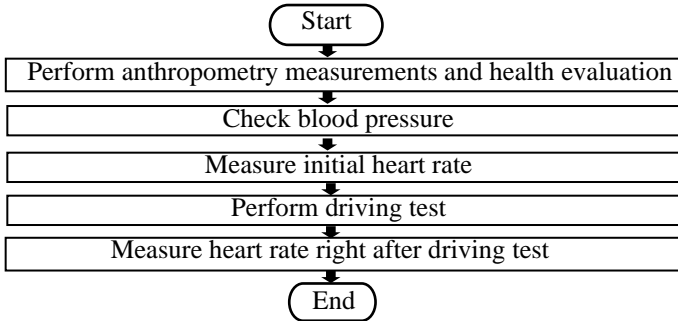 Start
Perform anthropometry measurements and health evaluation
Check blood pressure
Measure initial heart rate
Perform driving test
Measure heart rate right after driving test
End